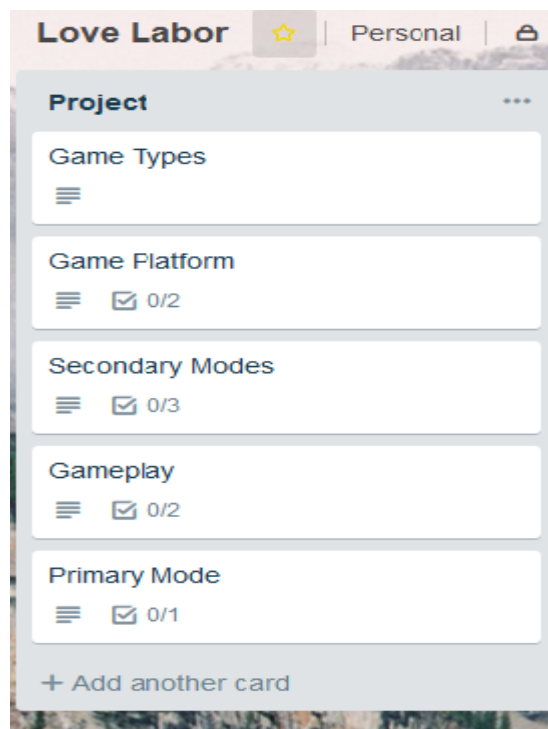 Love Labor Personal
Project
Game Types
Game Platform
0/2
Secondary Modes
0/3
Gameplay
0/2
Primary Mode
0/1
+ Add another card